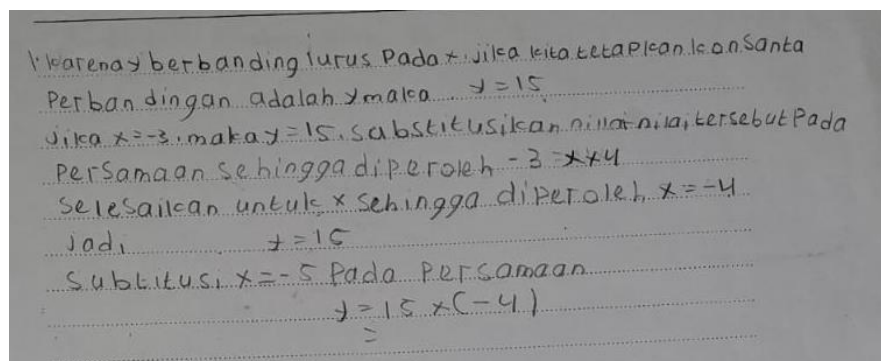 1. karena y berbanding lurus Pada x. jika kita tetapkan konsanta
Perbandingan adalah y maka y = 15
Jika x = -3. maka y = 15. Substitusikan nilai-nilai tersebut Pada
Persamaan sehingga diperoleh -3 = x × 4
Selesaikan untuk x Sehingga diperoleh x = -4
Jadi y = 15
Subtitusi x = -5 Pada Persamaan
y = 15 × (-4)
=